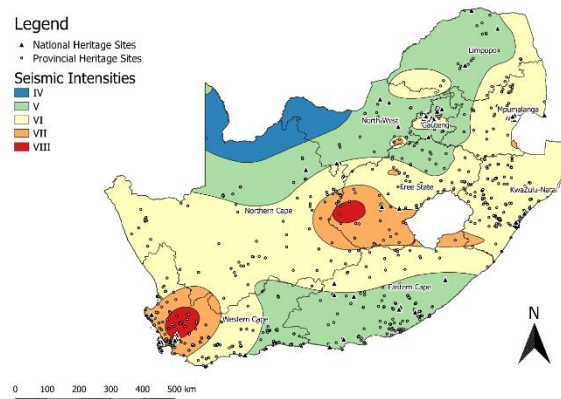 Legend
National Heritage Sites
Provincial Heritage Sites
Seismic Intensities
IV
V
VI
VII
VIII
Limpopo
Mpumalanga
North West
Gauteng
Free State
KwaZulu-Natal
Northern Cape
Eastern Cape
Western Cape
N
0 100 200 300 400 500 km